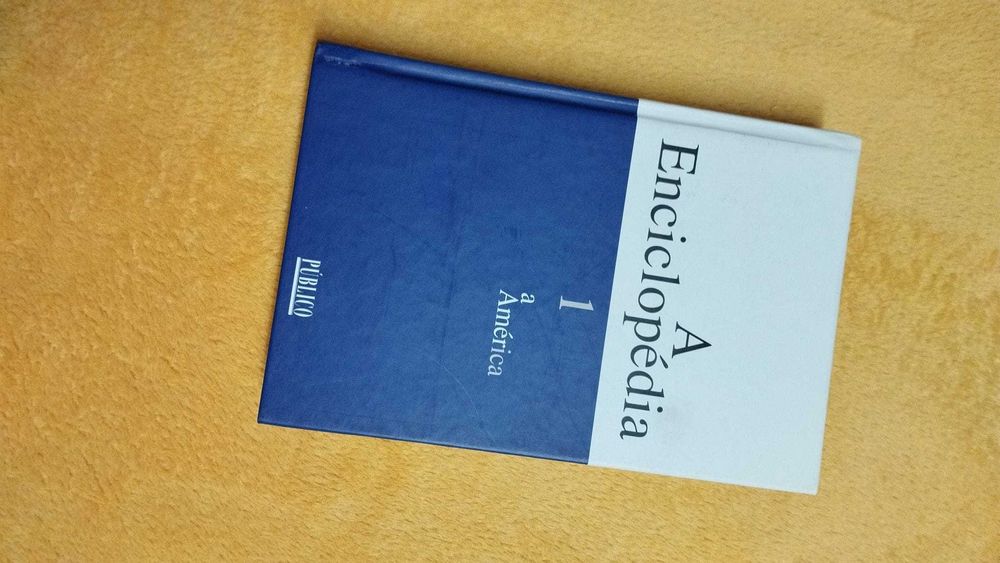 A
Enciclopédia
1
a
América
PÚBLICO